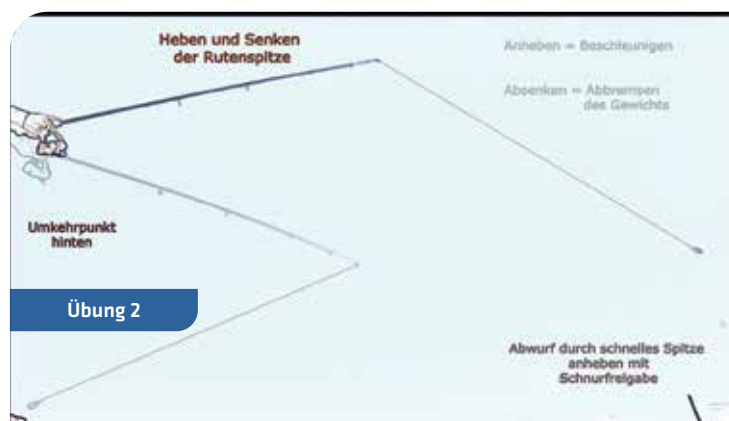 Heben und Senken
der Rutenspitze
Anheben = Beschleunigen
Absenken = Abbremsen
des Gewichts
Umkehrpunkt
hinten
Übung 2
Abwurf durch schnelles Spitze
anheben mit
Schnurfreigabe